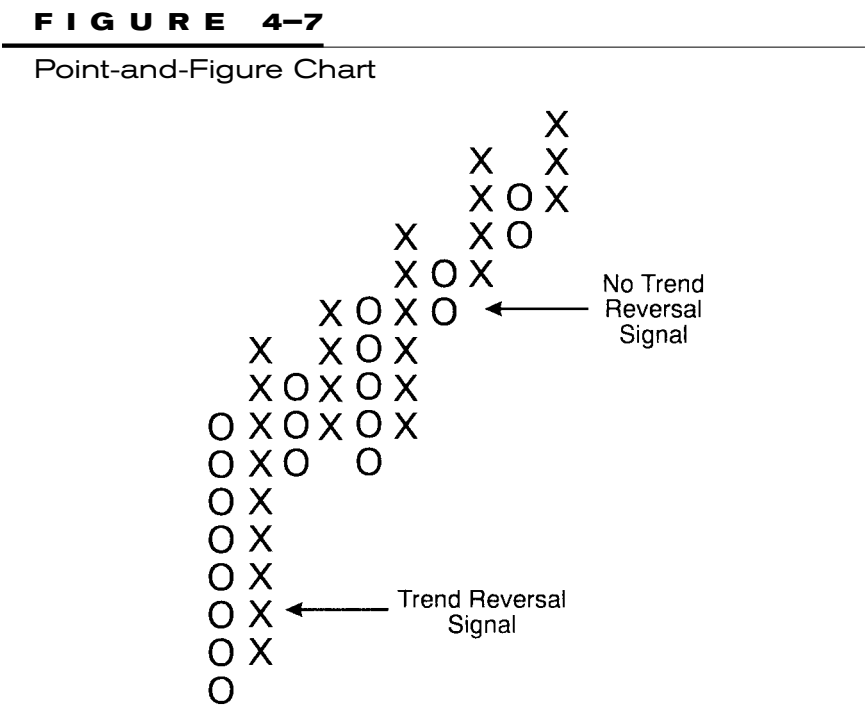 FIGURE 4–7
Point-and-Figure Chart
X
X X
X O X
X X O
X O X
No Trend
X O X O
Reversal
Signal
X X O X
X O X O X
O X O X O X
O X O O
O X
O X
O X
Trend Reversal
O X
Signal
O X
O